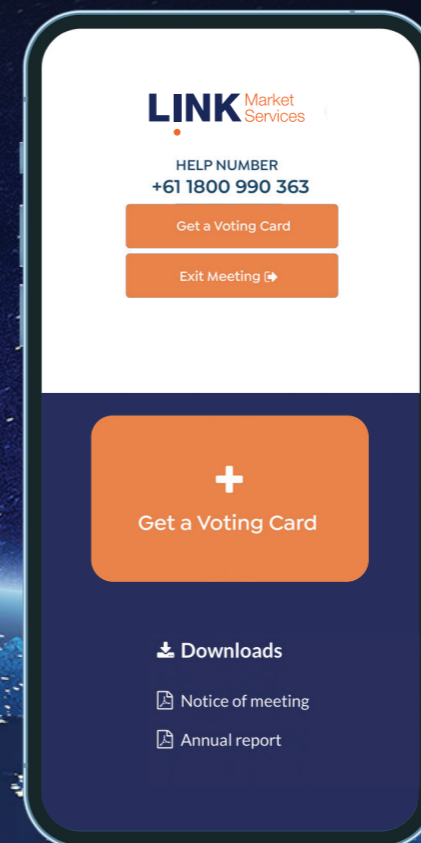 LINK Market
Services
HELP NUMBER
+61 1800 990 363
Get a Voting Card
Exit Meeting
Get a Voting Card
Downloads
Notice of meeting
Annual report